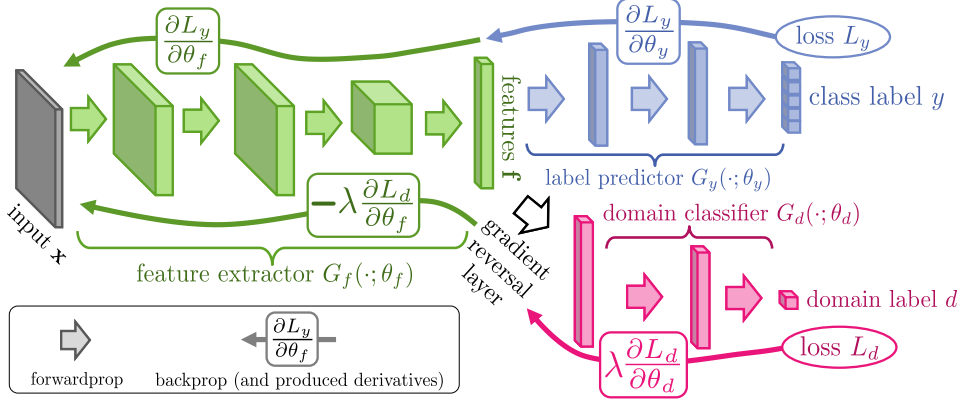 ∂L_y/∂θ_f
∂L_y/∂θ_y
loss L_y
features f
class label y
label predictor G_y(·;θ_y)
input x
−λ ∂L_d/∂θ_f
feature extractor G_f(·;θ_f)
gradient
reversal
layer
domain classifier G_d(·;θ_d)
domain label d
λ ∂L_d/∂θ_d
loss L_d
forwardprop
∂L_y/∂θ_f
backprop (and produced derivatives)